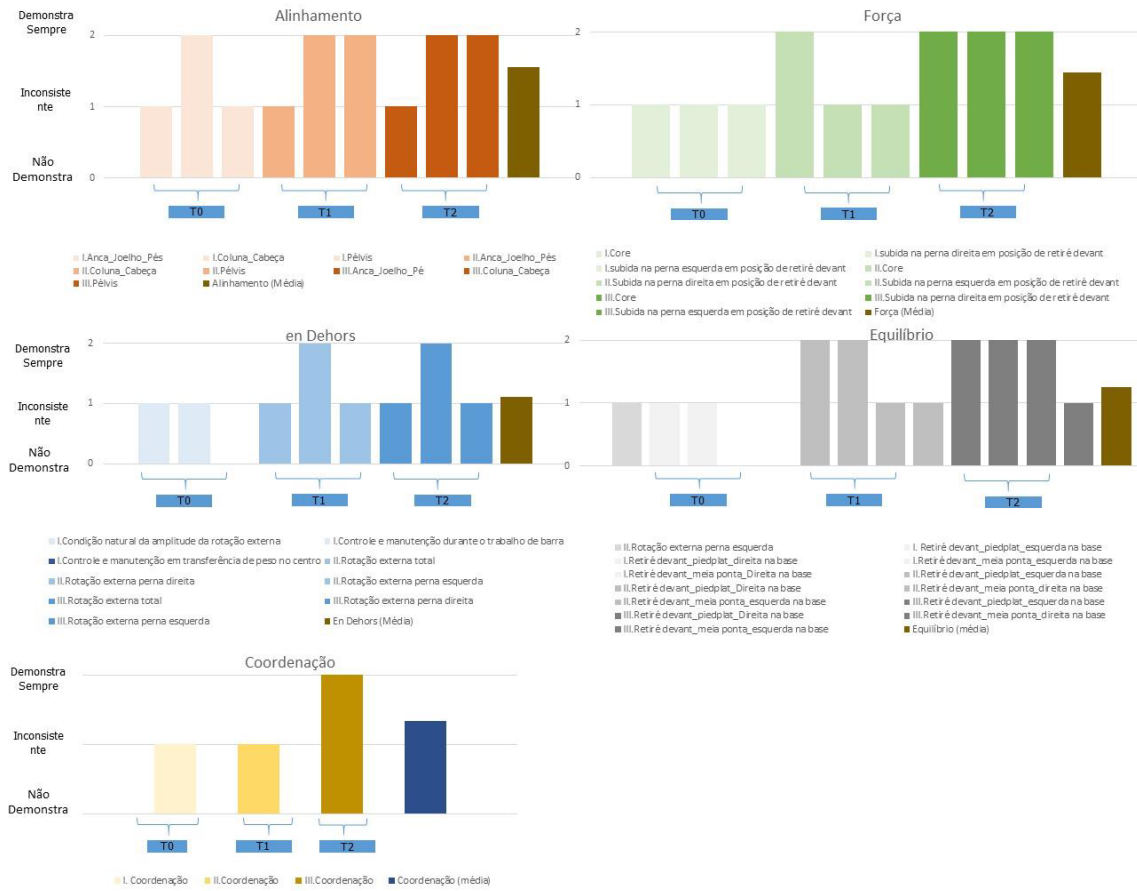 Alinhamento
Demonstra
Sempre
2
Inconsiste
nte
1
Não
Demonstra
0
T0
T1
T2
I.Anca_Joelho_Pés
I.Coluna_Cabeça
I.Pélvis
II.Anca_Joelho_Pés
II.Coluna_Cabeça
II.Pélvis
III.Anca_Joelho_Pé
III.Coluna_Cabeça
III.Pélvis
Alinhamento (Média)
Força
2
1
0
T0
T1
T2
I.Core
I.subida na perna direita em posição de retiré devant
I.subida na perna esquerda em posição de retiré devant
II.Core
II.Subida na perna direita em posição de retiré devant
II.Subida na perna esquerda em posição de retiré devant
III.Core
III.Subida na perna direita em posição de retiré devant
III.Subida na perna esquerda em posição de retiré devant
Força (Média)
en Dehors
Demonstra
Sempre
2
Inconsiste
nte
1
Não
Demonstra
0
T0
T1
T2
I.Condição natural da amplitude da rotação externa
I.Controle e manutenção durante o trabalho de barra
I.Controle e manutenção em transferência de peso no centro
II.Rotação externa total
II.Rotação externa perna direita
II.Rotação externa perna esquerda
III.Rotação externa total
III.Rotação externa perna direita
III.Rotação externa perna esquerda
En Dehors (Média)
Equilíbrio
2
1
0
T0
T1
T2
II.Rotação externa perna esquerda
I. Retiré devant_piedplat_esquerda na base
I.Retiré devant_piedplat_direita na base
I.Retiré devant_meia ponta_esquerda na base
I.Retiré devant_meia ponta_Direita na base
II.Retiré devant_piedplat_esquerda na base
II.Retiré devant_piedplat_Direita na base
II.Retiré devant_meia ponta_direita na base
II.Retiré devant_meia ponta_esquerda na base
III.Retiré devant_piedplat_esquerda na base
III.Retiré devant_piedplat_Direita na base
III.Retiré devant_meia ponta_direita na base
III.Retiré devant_meia ponta_esquerda na base
Equilíbrio (média)
Coordenação
Demonstra
Sempre
Inconsiste
nte
Não
Demonstra
T0
T1
T2
I. Coordenação
II.Coordenação
III.Coordenação
Coordenação (média)